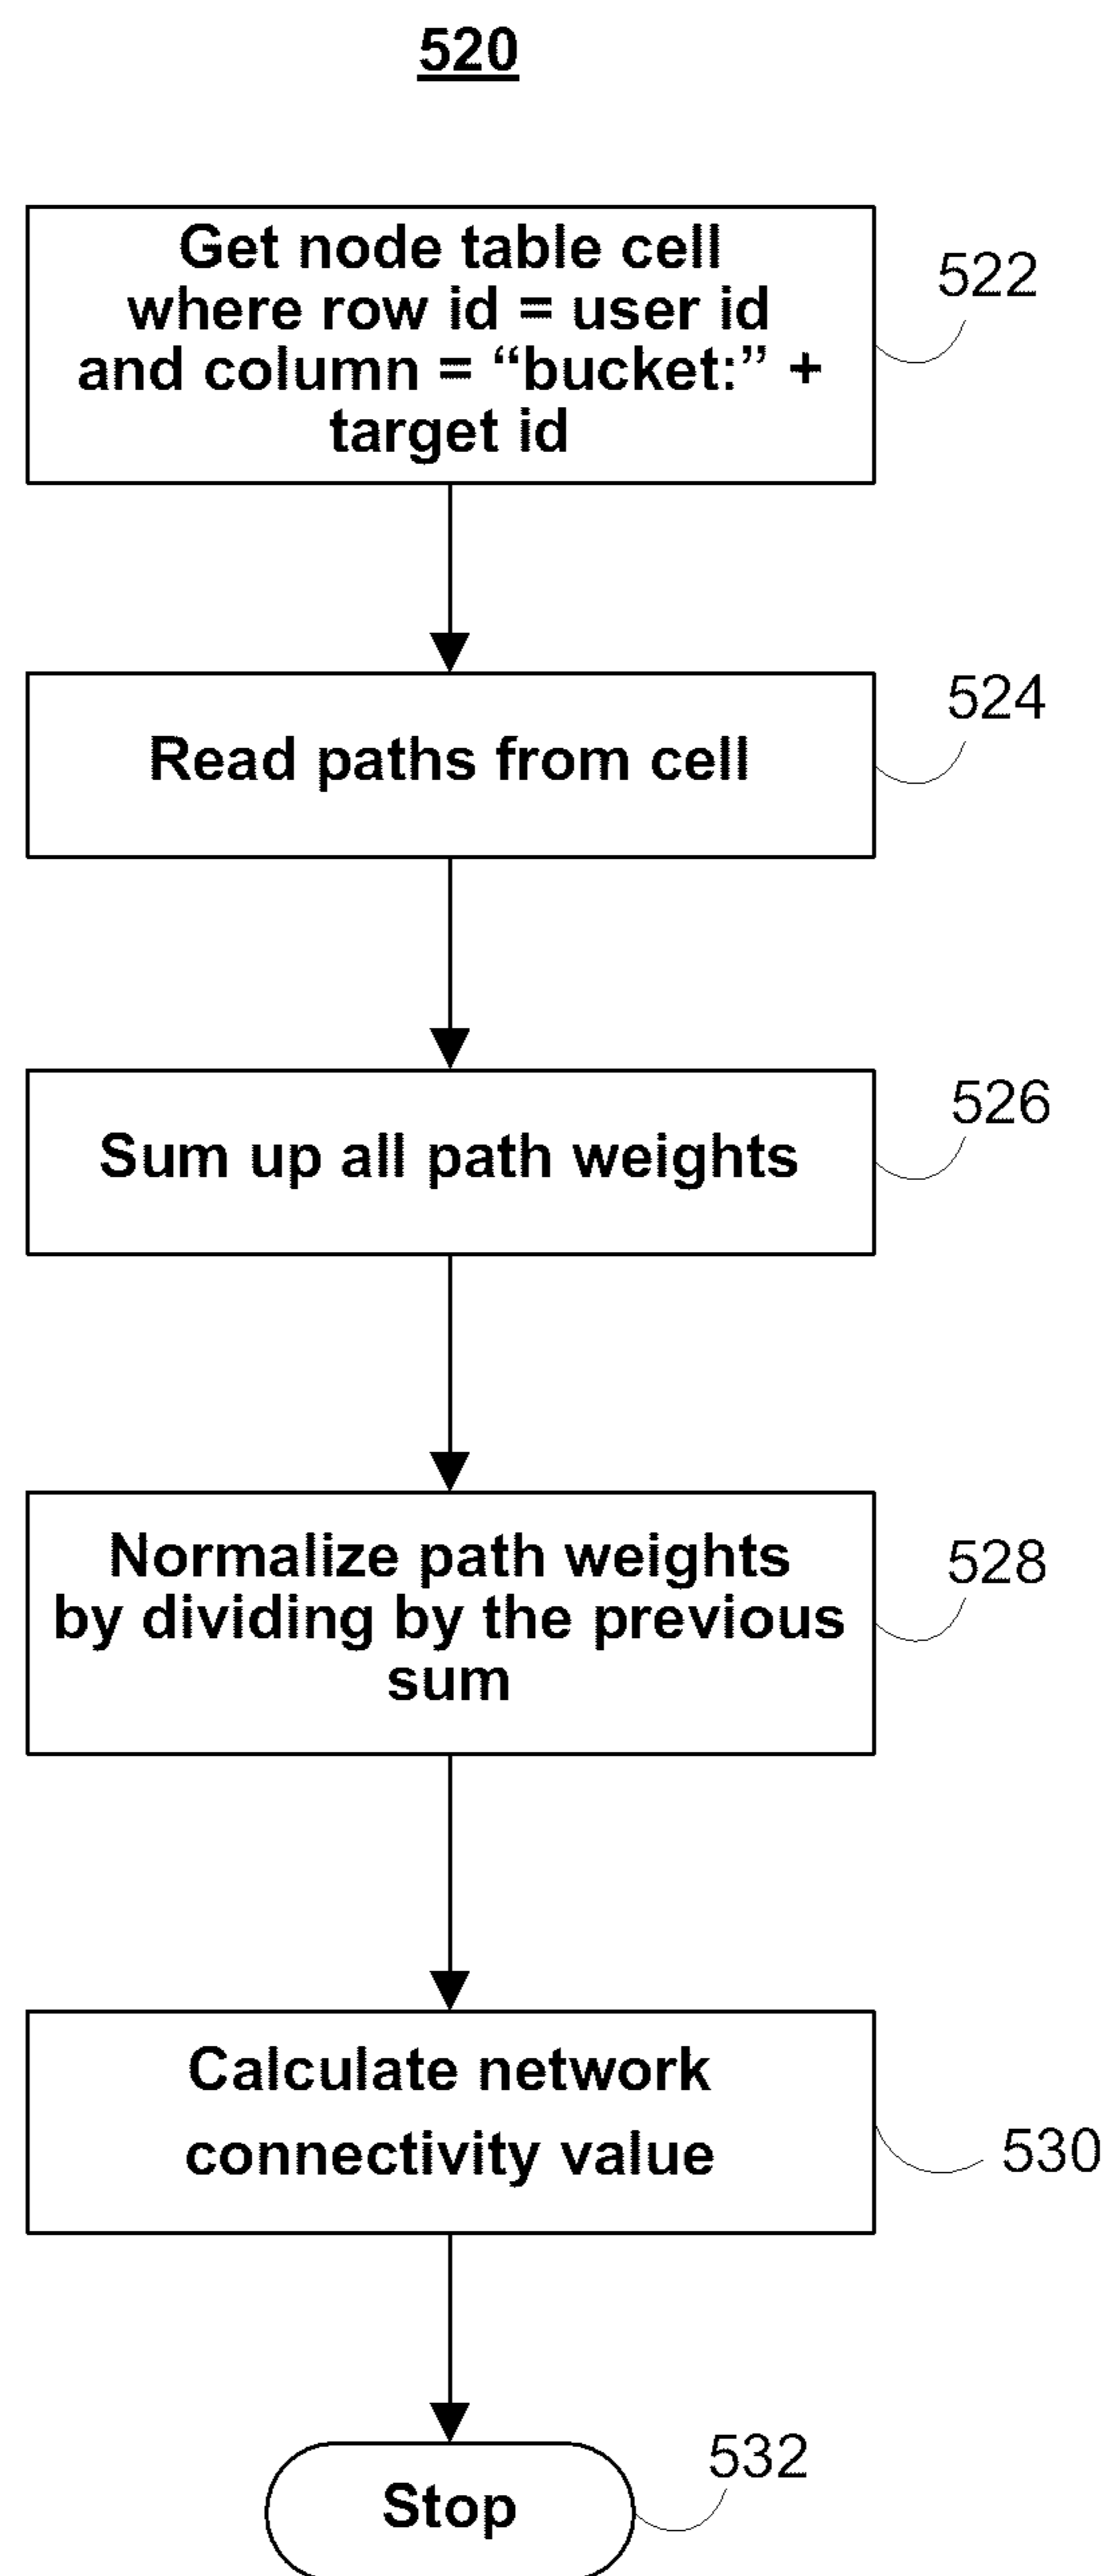 520
Get node table cell
where row id = user id
and column = “bucket:” +
target id
522
Read paths from cell
524
Sum up all path weights
526
Normalize path weights
by dividing by the previous
sum
528
Calculate network
connectivity value
530
Stop
532